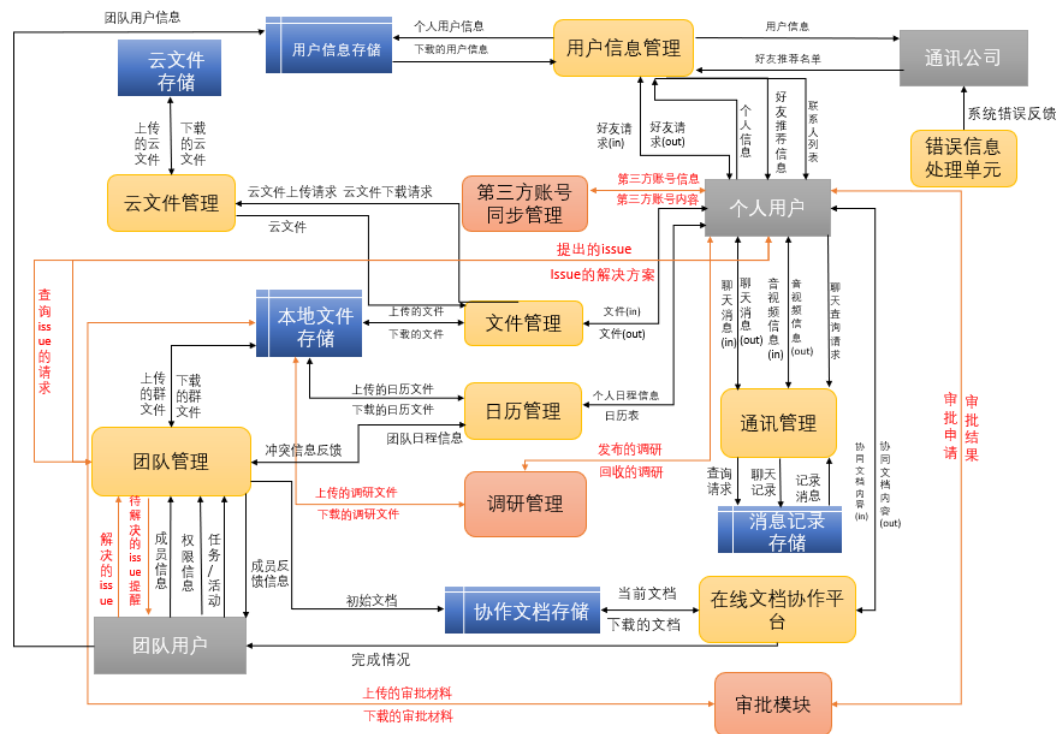 团队用户信息
个人用户信息
下载的用户信息
用户信息
好友推荐名单
用户信息存储
用户信息管理
通讯公司
云文件
存储
系统错误反馈
错误信息
处理单元
上传
的云
文件
下载
的云
文件
好友请
求(in)
好友请
求(out)
个人
信息
好友
推荐信息
联系人
列表
云文件管理
云文件上传请求
云文件下载请求
云文件
第三方账号
同步管理
第三方账号信息
第三方账号内容
个人用户
提出的issue
Issue的解决方案
查询
issue
的请
求
本地文件
存储
上传的文件
下载的文件
文件管理
文件(in)
文件(out)
聊天
消息
(in)
聊天
消息
(out)
音视
频信
息
(in)
音视
频信
息
(out)
聊天
查询
请求
上传
的群
文件
下载
的群
文件
上传的日历文件
下载的日历文件
日历管理
个人日程信息
日历表
通讯管理
审批申请
审批结果
团队管理
冲突信息反馈
团队日程信息
发布的调研
回收的调研
上传的调研文件
下载的调研文件
调研管理
查询
请求
聊天
记录
记录
消息
消息记录
存储
协同文档内容
(in)
协同文档内容
(out)
解决
的iss
ue
待解决
的issue
提醒
成员
信息
权限
信息
任务
/
活动
成员反
馈信息
初始文档
协作文档存储
当前文档
下载的文档
在线文档协作平
台
团队用户
完成情况
上传的审批材料
下载的审批材料
审批模块